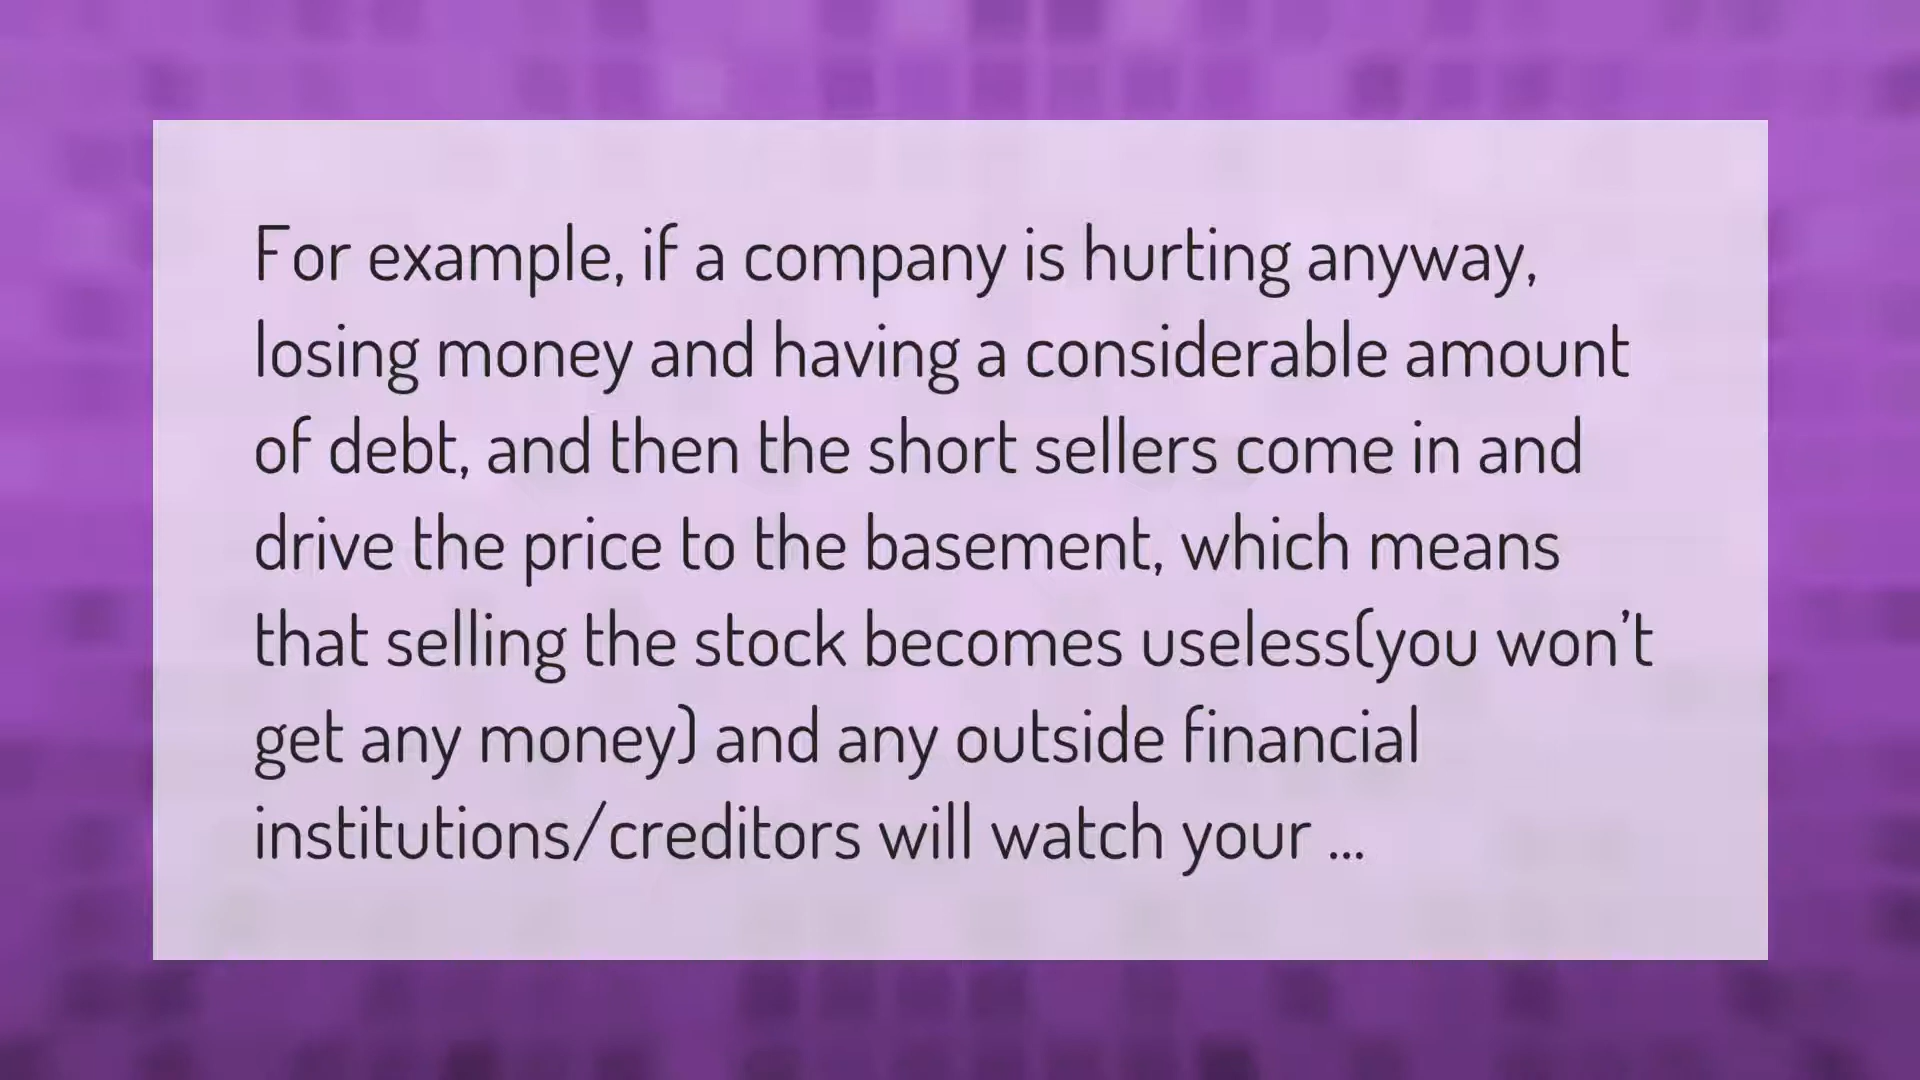 For example, if a company is hurting anyway,
losing money and having a considerable amount
of debt, and then the short sellers come in and
drive the price to the basement, which means
that selling the stock becomes useless(you won't
get any money) and any outside financial
institutions/creditors will watch your ...